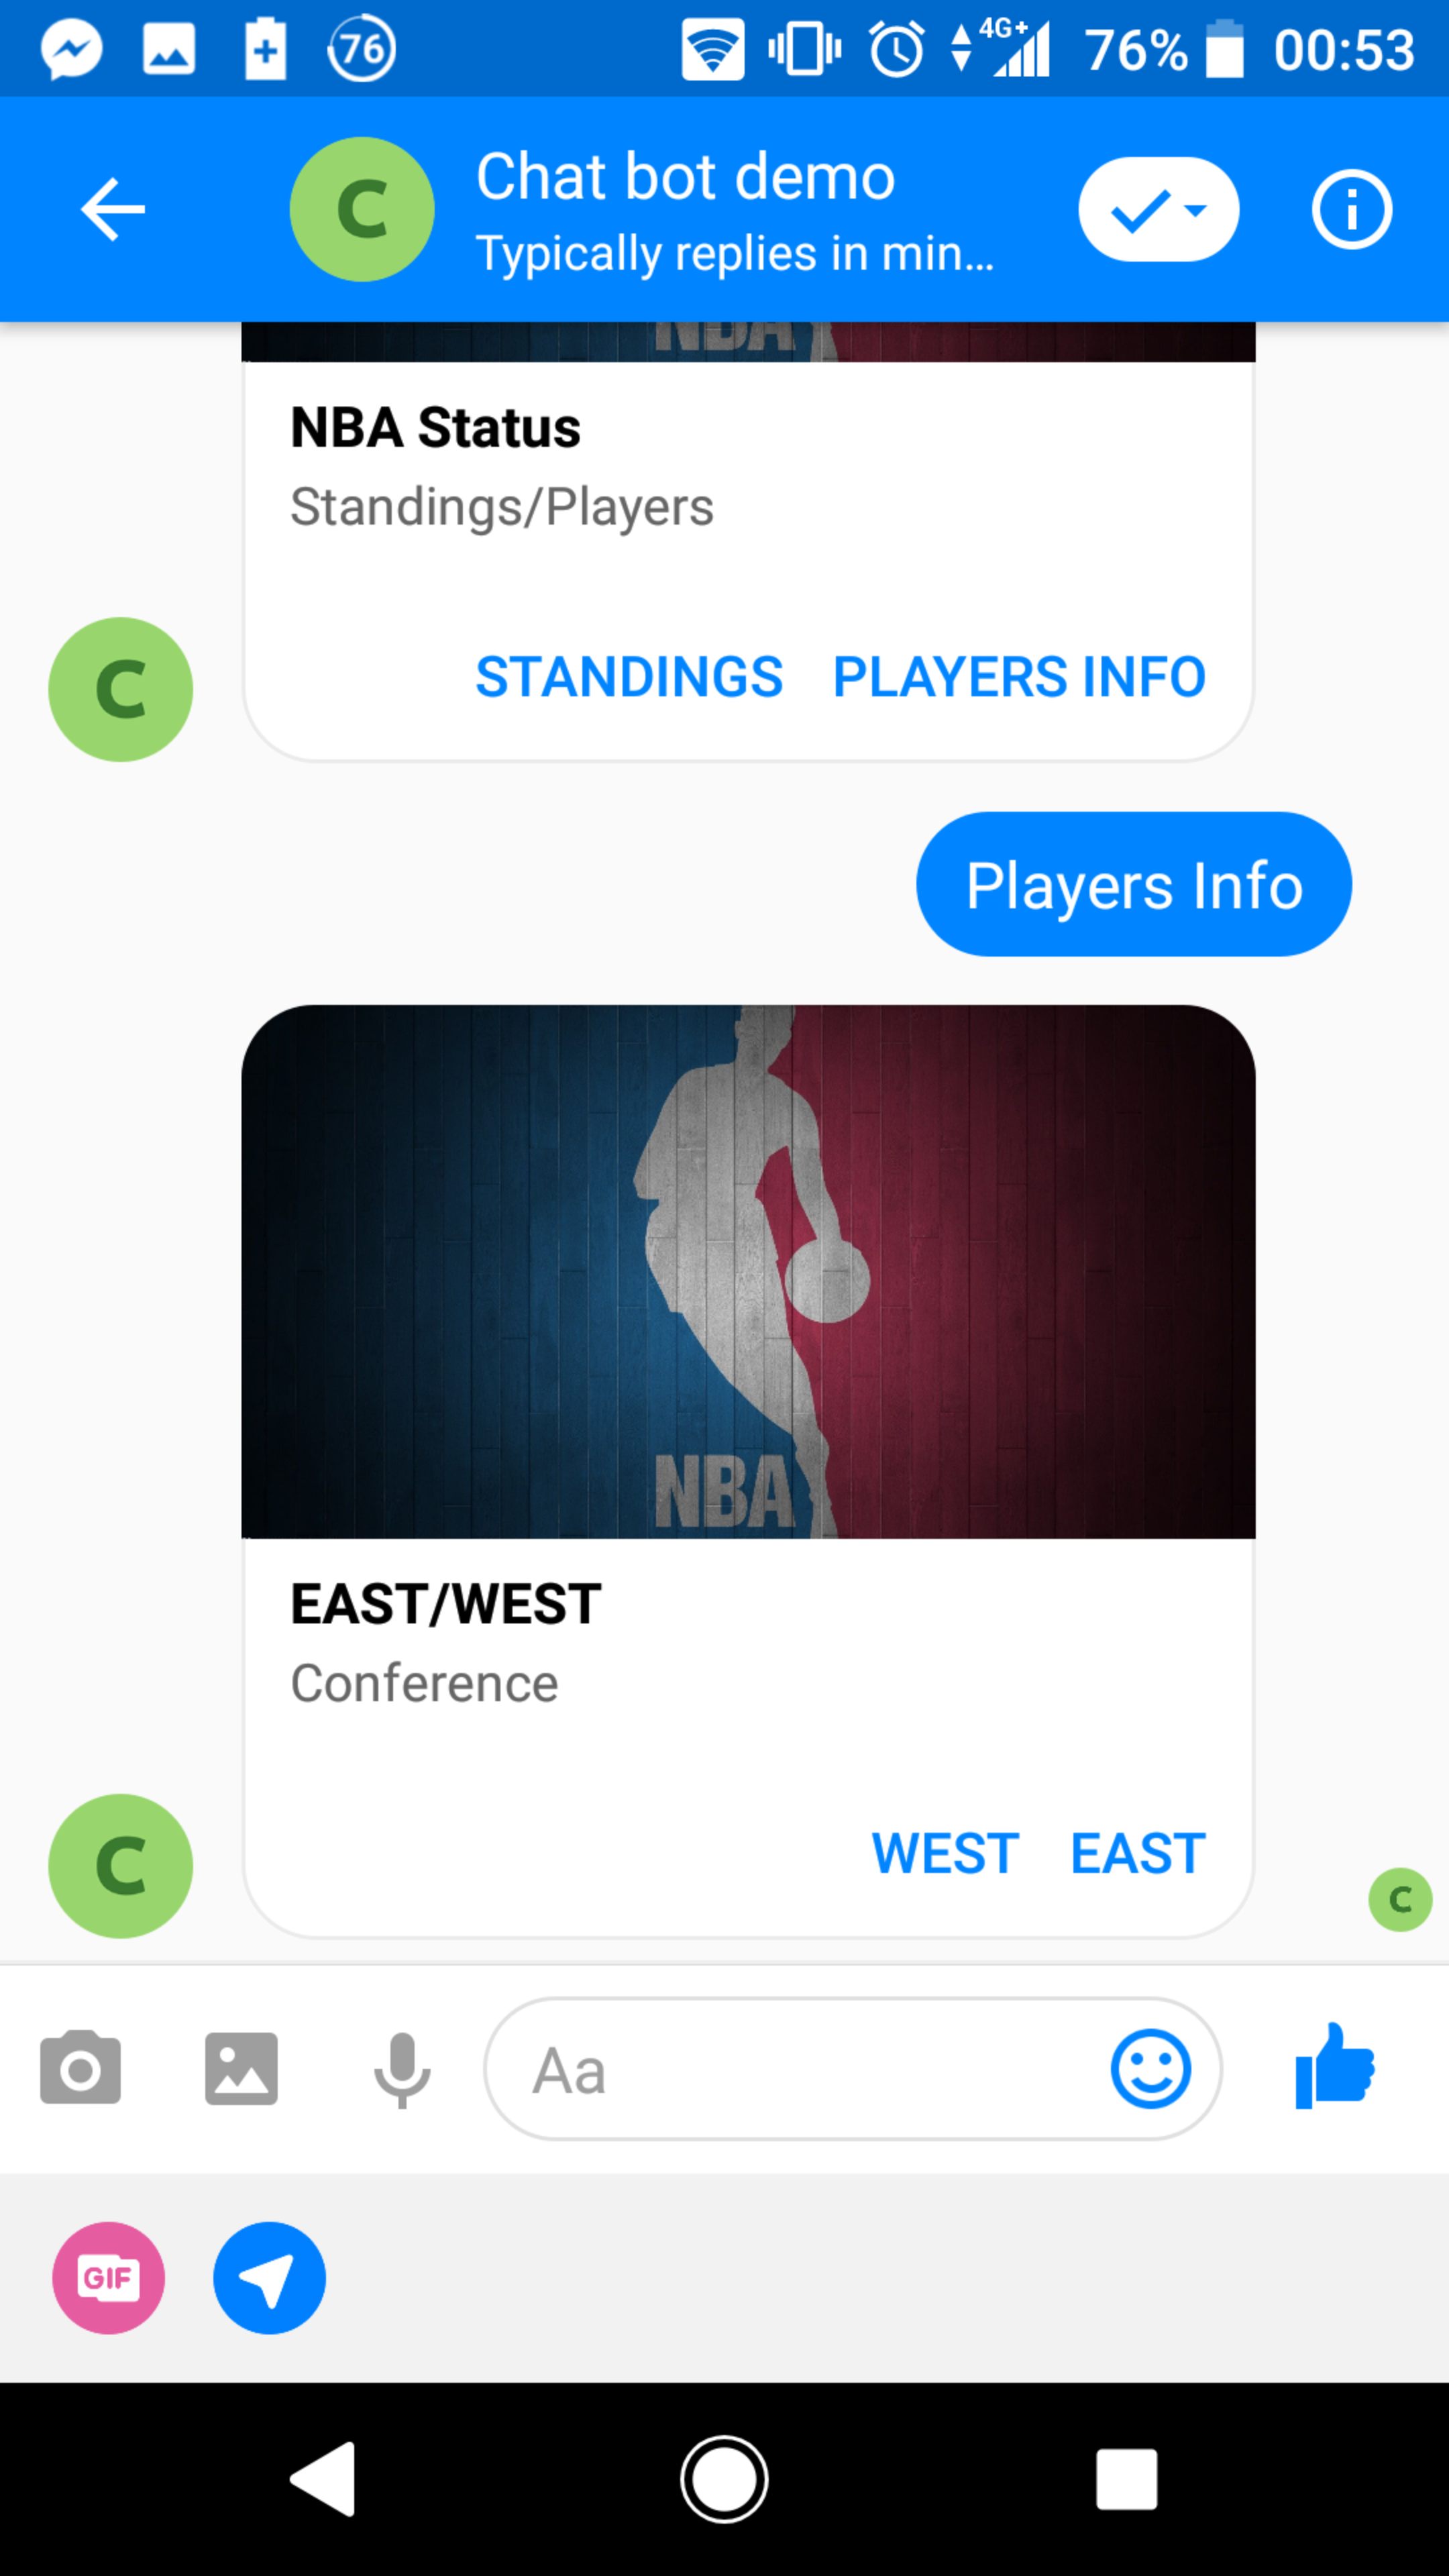 76
4G+
76%
00:53
C
Chat bot demo
Typically replies in min...
NBA
NBA Status
Standings/Players
C
STANDINGS PLAYERS INFO
Players Info
NBA
EAST/WEST
Conference
C
WEST EAST
C
Aa
GIF